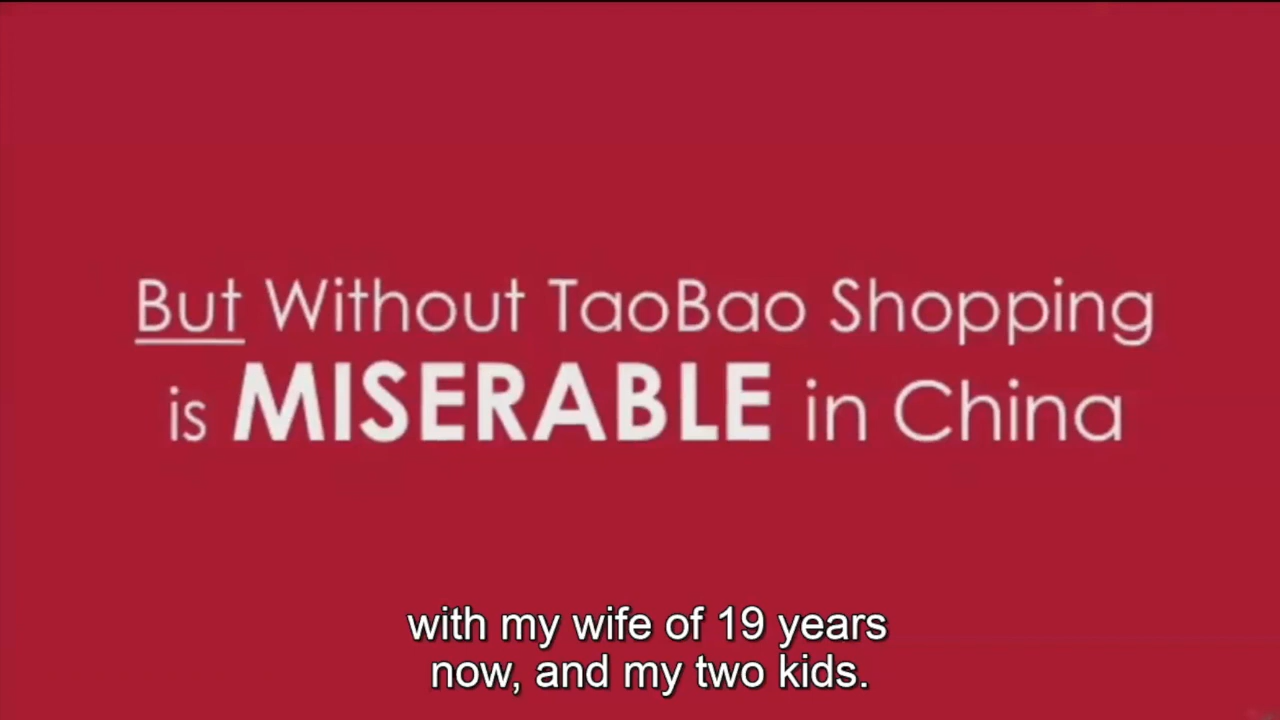 But Without TaoBao Shopping
is MISERABLE in China
with my wife of 19 years
now, and my two kids.